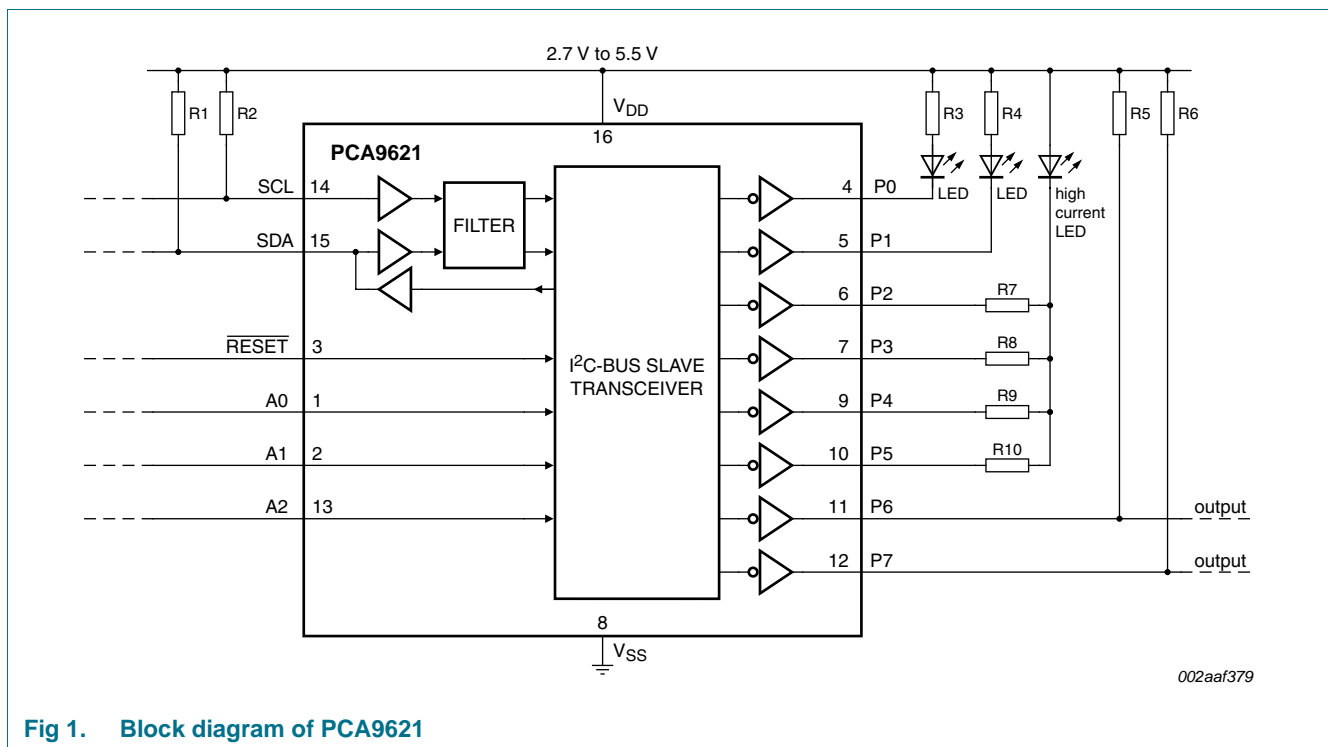 2.7 V to 5.5 V
R1
R2
VDD
16
R3
R4
R5
R6
PCA9621
SCL
14
FILTER
4
P0
LED
LED
high
current
LED
SDA
15
5
P1
6
P2
R7
RESET
3
I2C-BUS SLAVE
TRANSCEIVER
7
P3
R8
A0
1
9
P4
R9
A1
2
10
P5
R10
A2
13
11
P6
output
12
P7
output
8
VSS
002aaf379
Fig 1. Block diagram of PCA9621